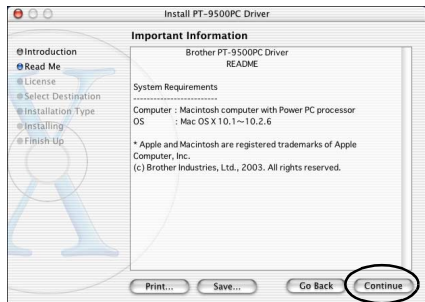 Install PT-9500PC Driver
Important Information
Introduction
Read Me
License
Select Destination
Installation Type
Installing
Finish Up
Brother PT-9500PC Driver
README
System Requirements
-------------------------
Computer : Macintosh computer with Power PC processor
OS : Mac OS X 10.1~10.2.6
* Apple and Macintosh are registered trademarks of Apple
Computer, Inc.
(c) Brother Industries, Ltd., 2003. All rights reserved.
Print... Save... Go Back Continue